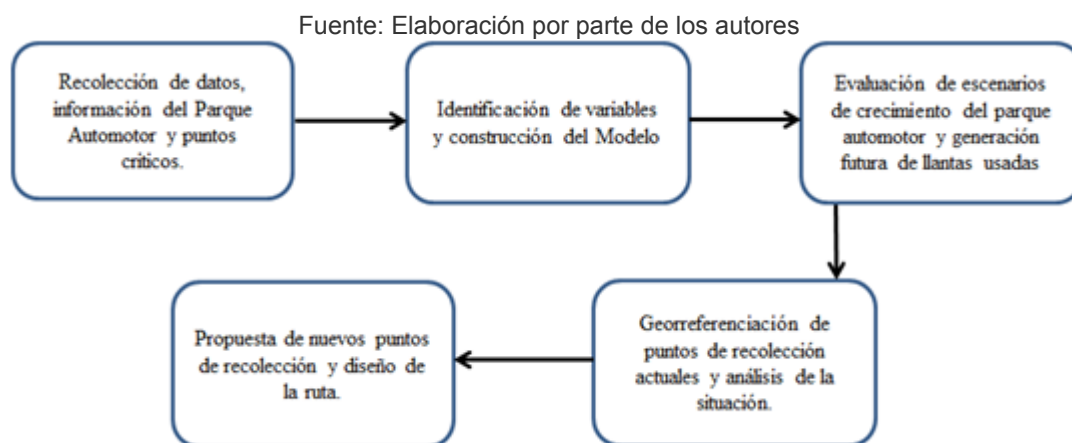 Fuente: Elaboración por parte de los autores
Recolección de datos,
información del Parque
Automotor y puntos
criticos.
Identificación de variables
y construcción del Modelo
Evaluación de escenarios
de crecimiento del parque
automotor y generación
futura de llantas usadas
Georreferenciación de
puntos de recolección
actuales y análisis de la
situación.
Propuesta de nuevos puntos
de recolección y diseño de
la ruta.